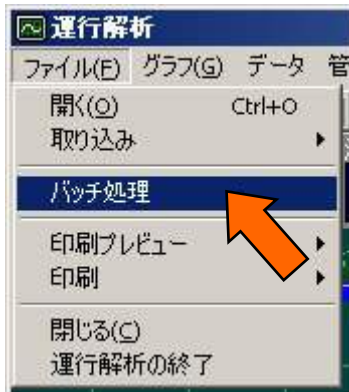 運行解析
ファイル(F) グラフ(G) データ 管
開く(O) Ctrl+O
取り込み
バッチ処理
印刷プレビュー
印刷
閉じる(C)
運行解析の終了